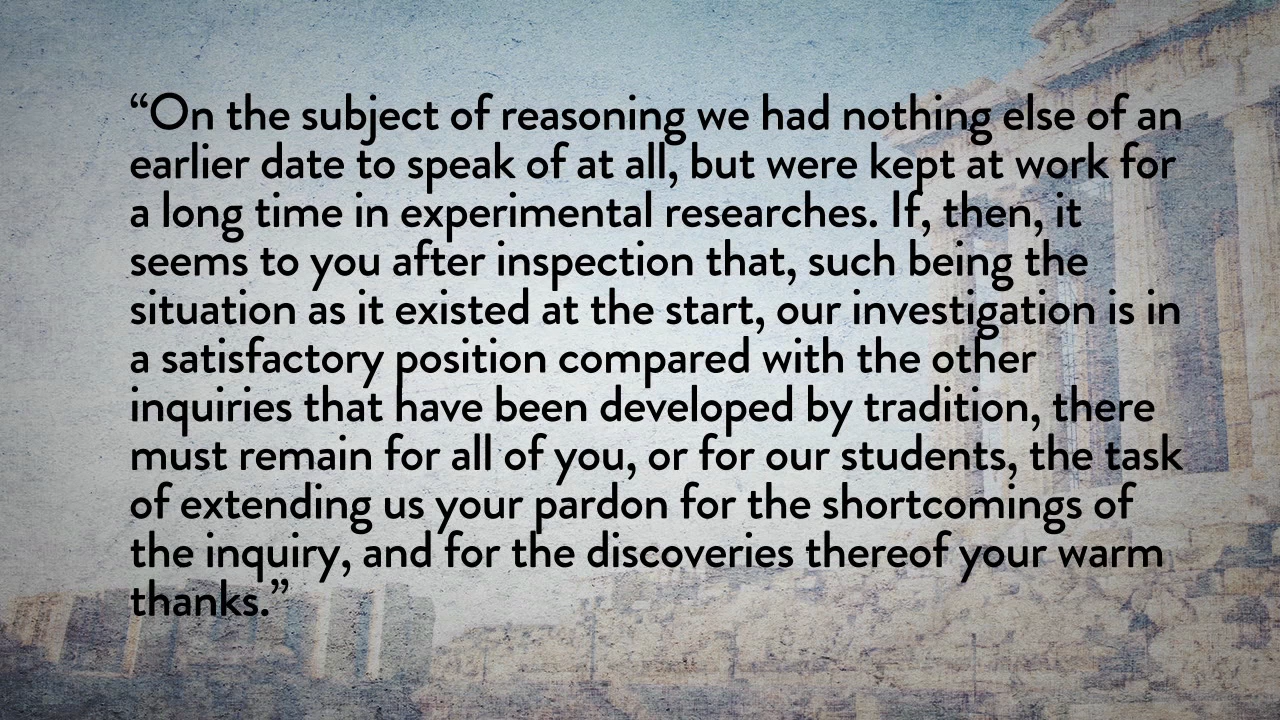 “On the subject of reasoning we had nothing else of an
earlier date to speak of at all, but were kept at work for
a long time in experimental researches. If, then, it
seems to you after inspection that, such being the
situation as it existed at the start, our investigation is in
a satisfactory position compared with the other
inquiries that have been developed by tradition, there
must remain for all of you, or for our students, the task
of extending us your pardon for the shortcomings of
the inquiry, and for the discoveries thereof your warm
thanks.”